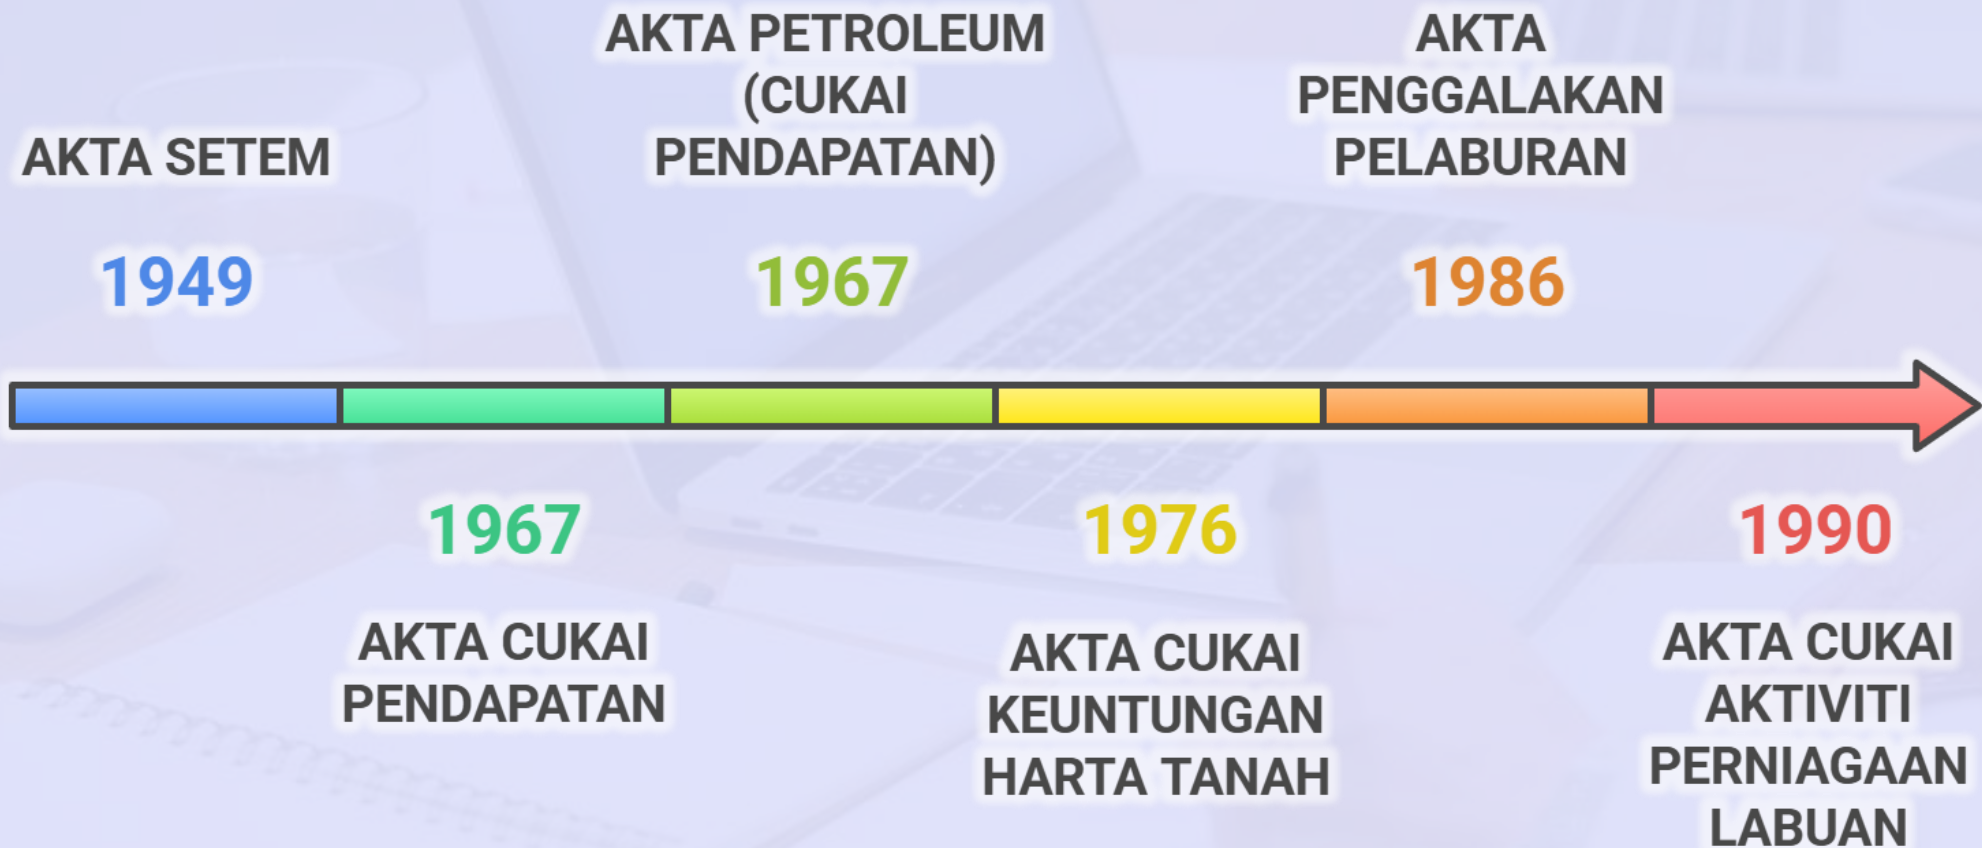 AKTA SETEM
1949
1967
AKTA CUKAI
PENDAPATAN
AKTA PETROLEUM
(CUKAI
PENDAPATAN)
1967
1976
AKTA CUKAI
KEUNTUNGAN
HARTA TANAH
AKTA
PENGGALAKAN
PELABURAN
1986
1990
AKTA CUKAI
AKTIVITI
PERNIAGAAN
LABUAN